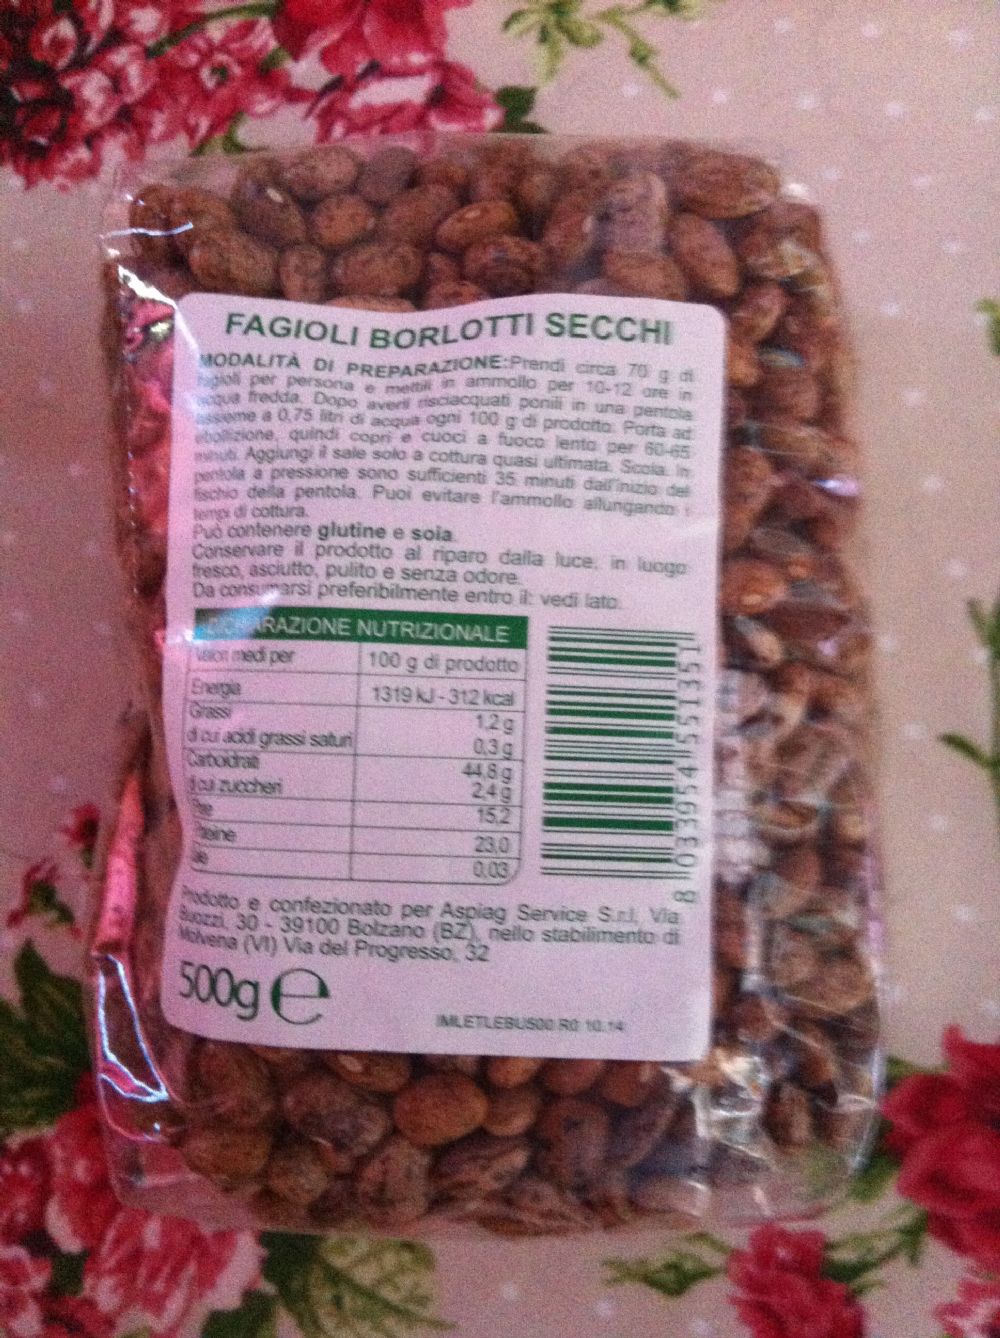 FAGIOLI BORLOTTI SECCHI
MODALITÀ DI PREPARAZIONE:Prendi circa 70 g di
fagioli per persona e mettili in ammollo per 10-12 ore in
acqua fredda. Dopo averli risciacquati ponili in una pentola
assieme a 0,75 litri di acqua ogni 100 g di prodotto. Porta ad
ebollizione, quindi copri e cuoci a fuoco lento per 60-65
minuti. Aggiungi il sale solo a cottura quasi ultimata. Scola. In
pentola a pressione sono sufficienti 35 minuti dall'inizio del
fischio della pentola. Puoi evitare l'ammollo allungando i
tempi di cottura.
Può contenere glutine e soia.
Conservare il prodotto al riparo dalla luce, in luogo
fresco, asciutto, pulito e senza odore.
Da consumarsi preferibilmente entro il: vedi lato.
DICHIARAZIONE NUTRIZIONALE
Valori medi per 100 g di prodotto
Energia 1319 kJ - 312 kcal
Grassi 1,2 g
di cui acidi grassi saturi 0,3 g
Carboidrati 44,8 g
di cui zuccheri 2,4 g
Fibre 15,2
Proteine 23,0
Sale 0,03
8 033954 551351
Prodotto e confezionato per Aspiag Service S.r.l. Via
Buozzi, 30 - 39100 Bolzano (BZ), nello stabilimento di
Molvena (VI) Via del Progresso, 32
500g e
IMLETLEBUS00 R0 10.14